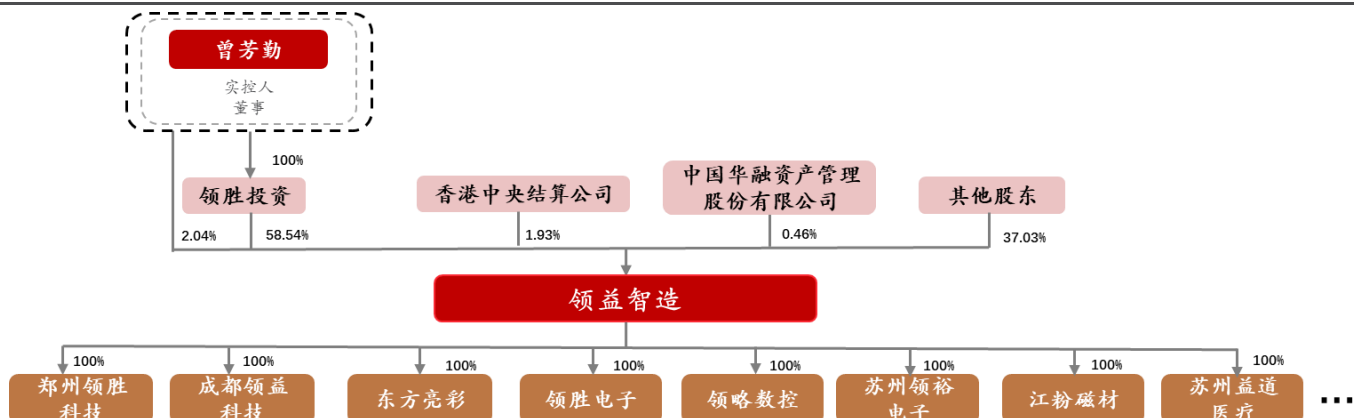 曾芳勤
实控人
董事
100%
领胜投资
香港中央结算公司
中国华融资产管理
股份有限公司
其他股东
2.04%
58.54%
1.93%
0.46%
37.03%
领益智造
100%
100%
100%
100%
100%
100%
100%
100%
郑州领胜
科技
成都领益
科技
东方亮彩
领胜电子
领略数控
苏州领裕
电子
江粉磁材
苏州益道
医疗
…